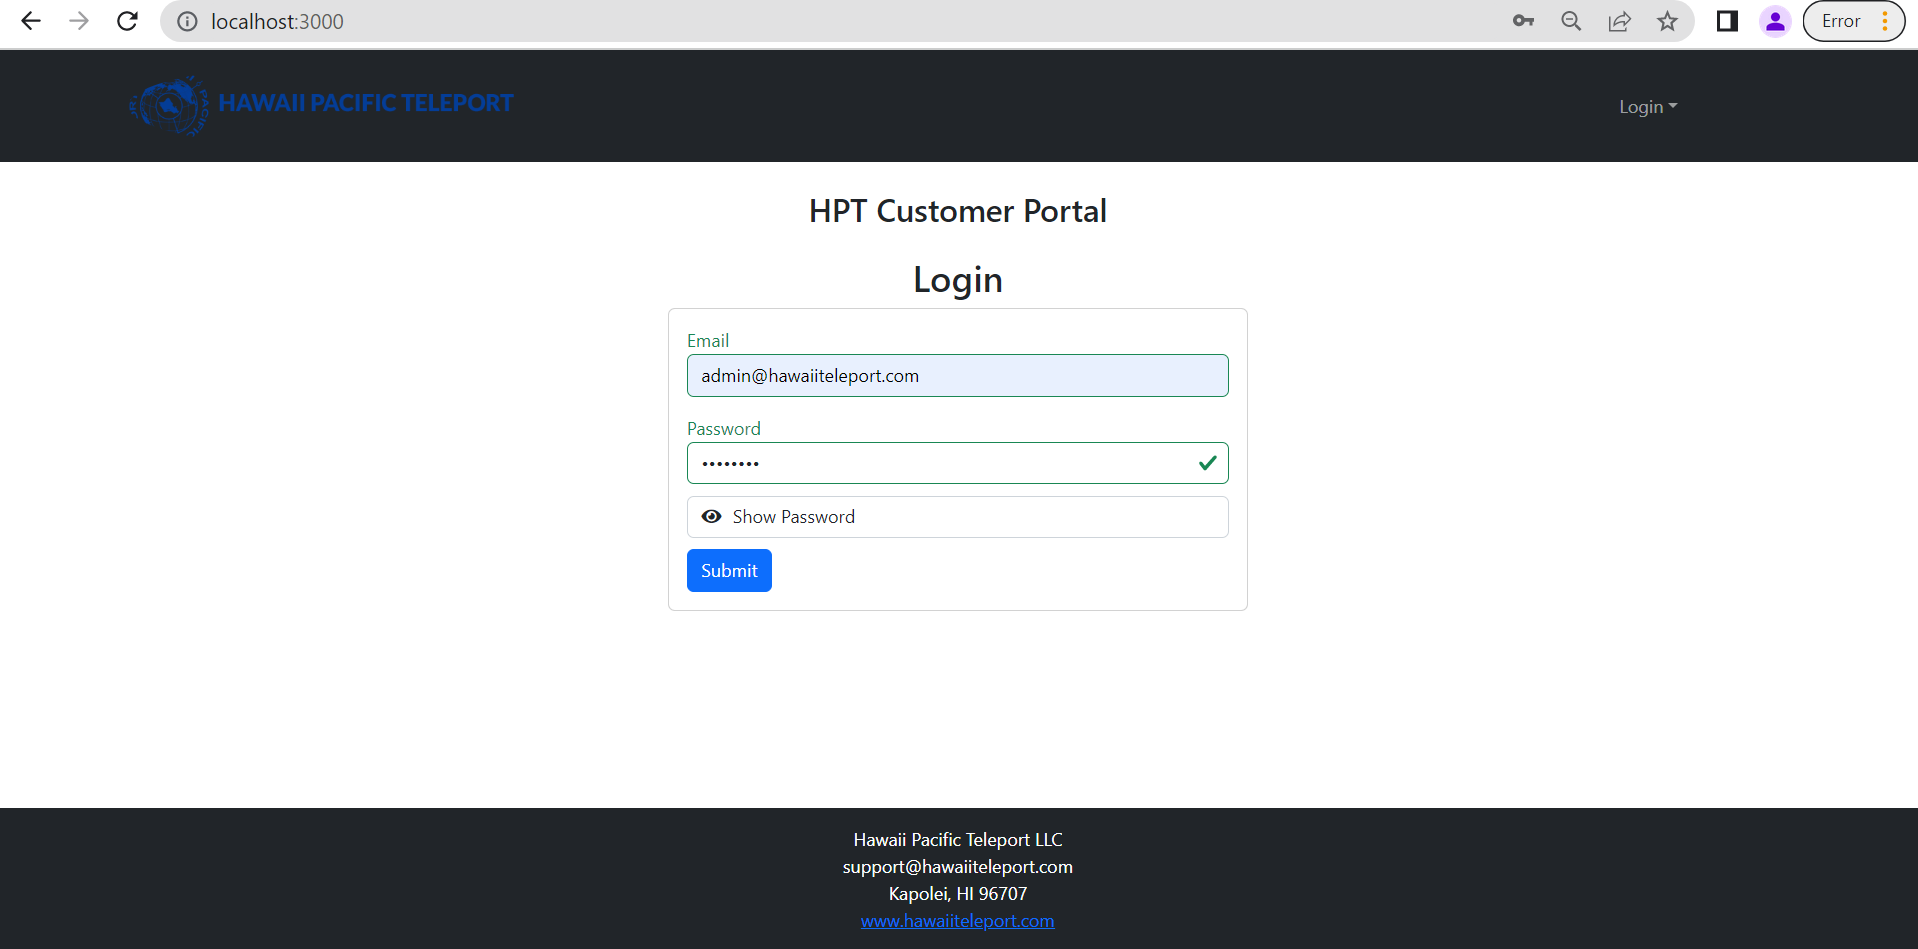 localhost:3000
Error
HAWAII PACIFIC TELEPORT
PACIFIC
Login
HPT Customer Portal
Login
Email
admin@hawaiiteleport.com
Password
••••••••
Show Password
Submit
Hawaii Pacific Teleport LLC
support@hawaiiteleport.com
Kapolei, HI 96707
www.hawaiiteleport.com